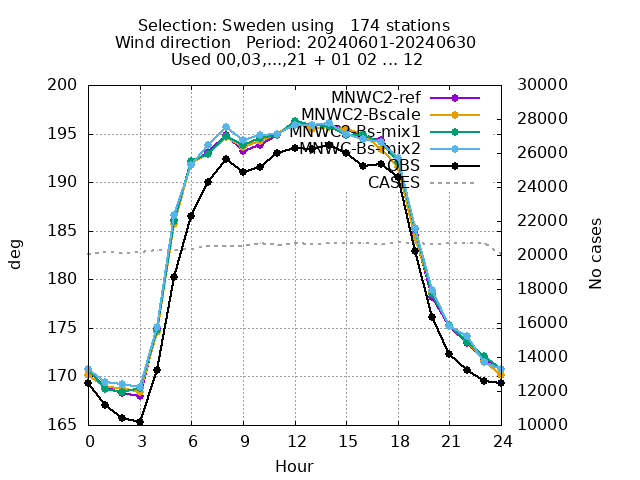 Selection: Sweden using   174 stations
Wind direction   Period: 20240601-20240630
Used 00,03,...,21 + 01 02 ... 12
200
195
190
185
180
175
170
165
30000
28000
26000
24000
22000
20000
18000
16000
14000
12000
10000
MNWC2-ref
MNWC2-Bscale
MNWC2-Bs-mix1
MNWC-Bs-mix2
OBS
CASES
deg
No cases
0 3 6 9 12 15 18 21 24
Hour